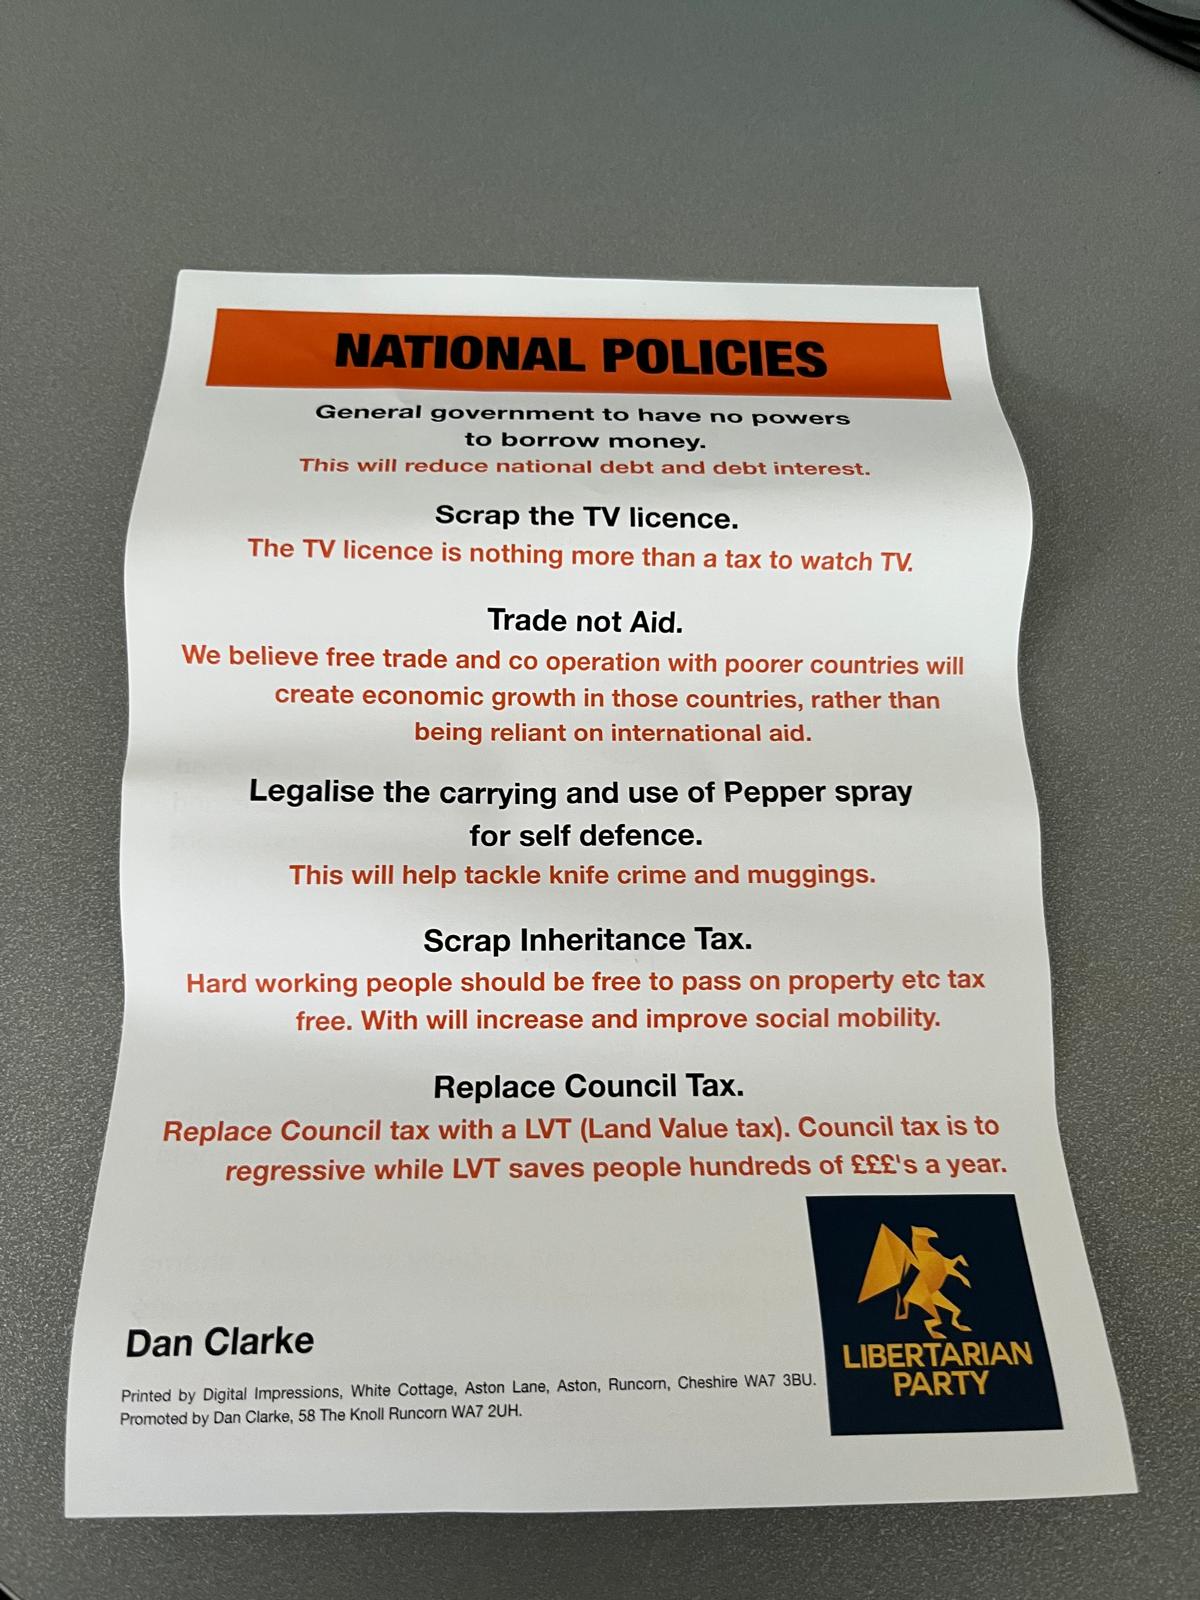 NATIONAL POLICIES
General government to have no powers
to borrow money.
This will reduce national debt and debt interest.
Scrap the TV licence.
The TV licence is nothing more than a tax to watch TV.
Trade not Aid.
We believe free trade and co operation with poorer countries will
create economic growth in those countries, rather than
being reliant on international aid.
Legalise the carrying and use of Pepper spray
for self defence.
This will help tackle knife crime and muggings.
Scrap Inheritance Tax.
Hard working people should be free to pass on property etc tax
free. With will increase and improve social mobility.
Replace Council Tax.
Replace Council tax with a LVT (Land Value tax). Council tax is to
regressive while LVT saves people hundreds of £££'s a year.
Dan Clarke
Printed by Digital Impressions, White Cottage, Aston Lane, Aston, Runcorn, Cheshire WA7 3BU.
Promoted by Dan Clarke, 58 The Knoll Runcorn WA7 2UH.
LIBERTARIAN
PARTY